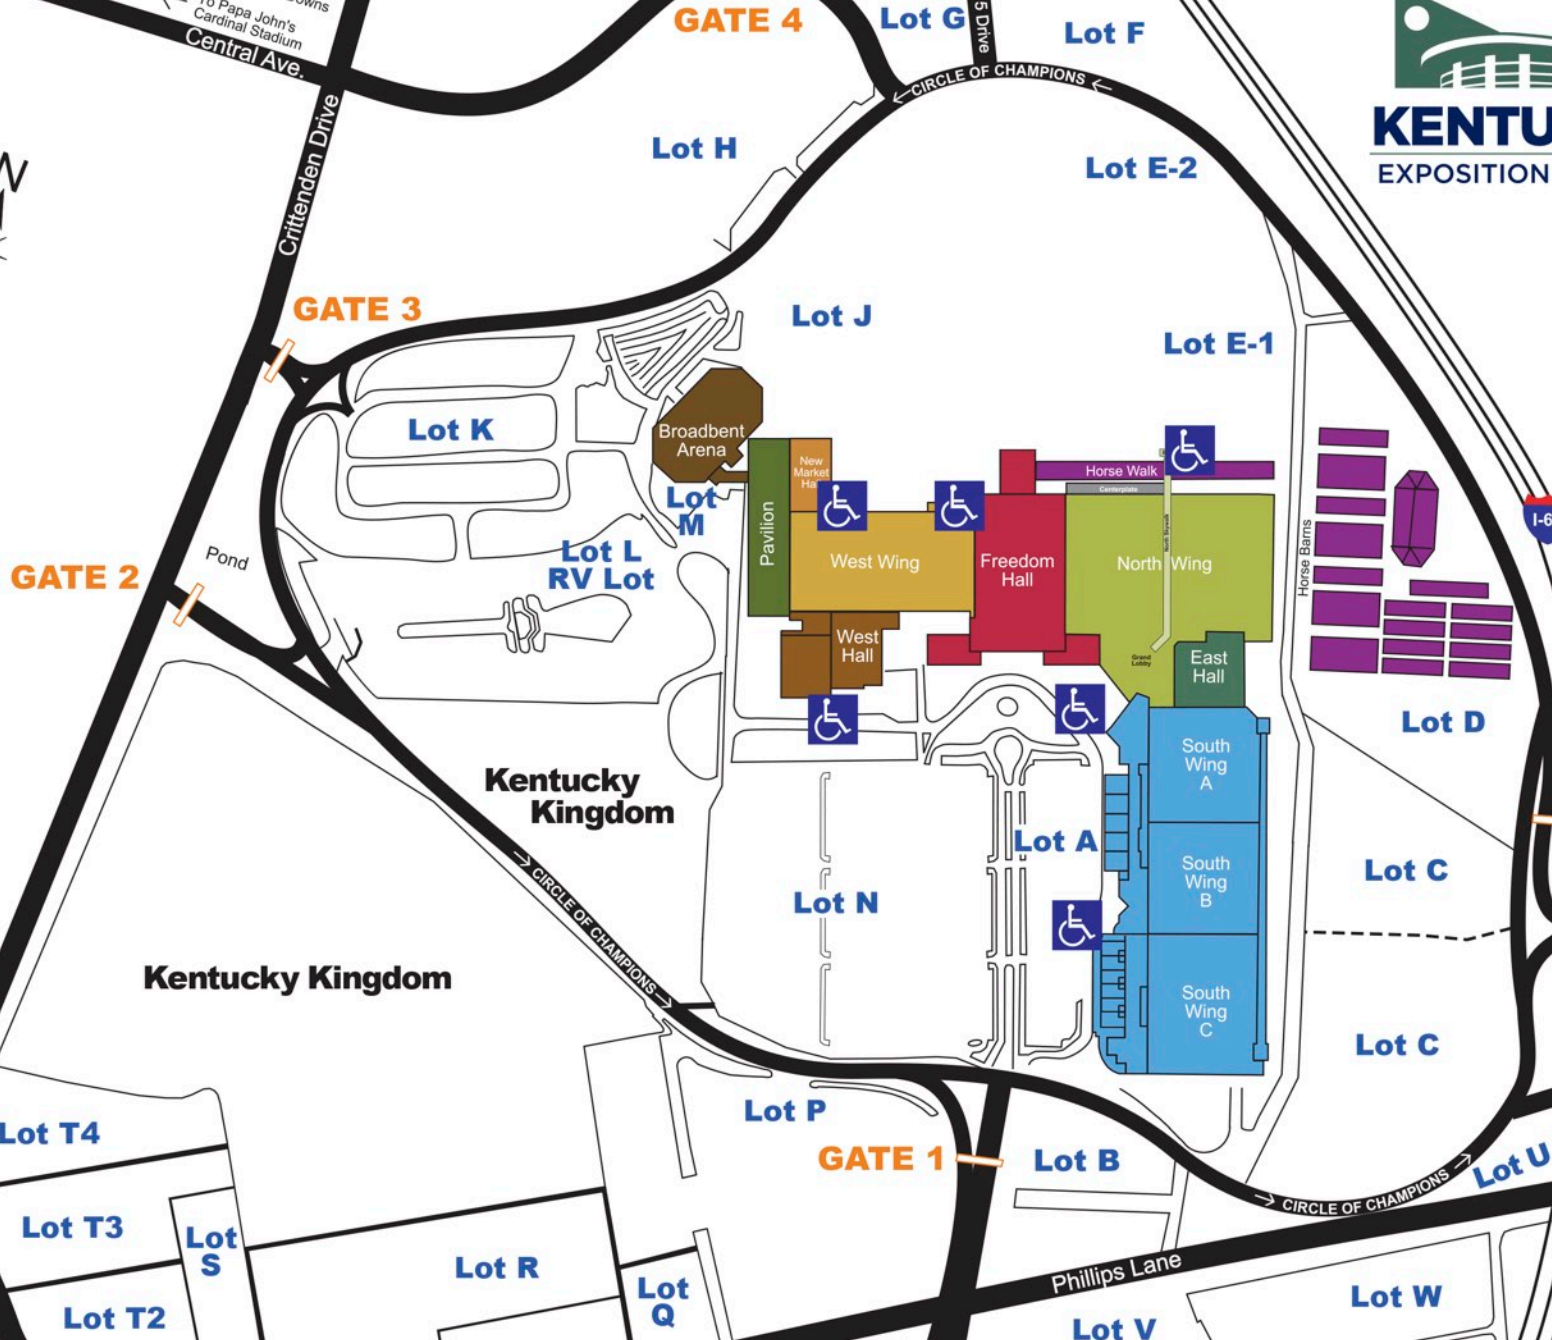 To Papa John's
Cardinal Stadium
Central Ave.
GATE 4
Lot G
Lot F
CIRCLE OF CHAMPIONS
KENTU
EXPOSITION
Crittenden Drive
Lot H
Lot E-2
GATE 3
Lot J
Lot E-1
Lot K
Broadbent
Arena
New
Market
Horse Walk
Centerplate
Lot
M
Pavilion
West Wing
Freedom
Hall
North Wing
North Skywalk
Horse Barns
I-6
Pond
GATE 2
Lot L
RV Lot
West
Hall
Grand
Lobby
East
Hall
Lot D
South
Wing
A
Kentucky
Kingdom
Lot A
Lot C
South
Wing
B
Lot N
CIRCLE OF CHAMPIONS
Kentucky Kingdom
South
Wing
C
Lot C
Lot P
Lot T4
GATE 1
Lot B
Lot U
CIRCLE OF CHAMPIONS
Lot T3
Lot
S
Lot R
Phillips Lane
Lot
Q
Lot W
Lot T2
Lot V